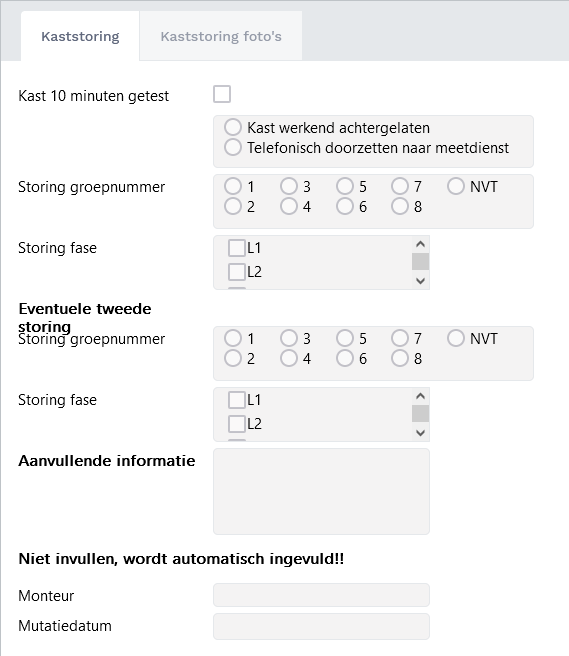 Kaststoring
Kaststoring foto's
Kast 10 minuten getest
Kast werkend achtergelaten
Telefonisch doorzetten naar meetdienst
Storing groepnummer
1 3 5 7 NVT
2 4 6 8
Storing fase
L1
L2
Eventuele tweede
storing
Storing groepnummer
1 3 5 7 NVT
2 4 6 8
Storing fase
L1
L2
Aanvullende informatie
Niet invullen, wordt automatisch ingevuld!!
Monteur
Mutatiedatum